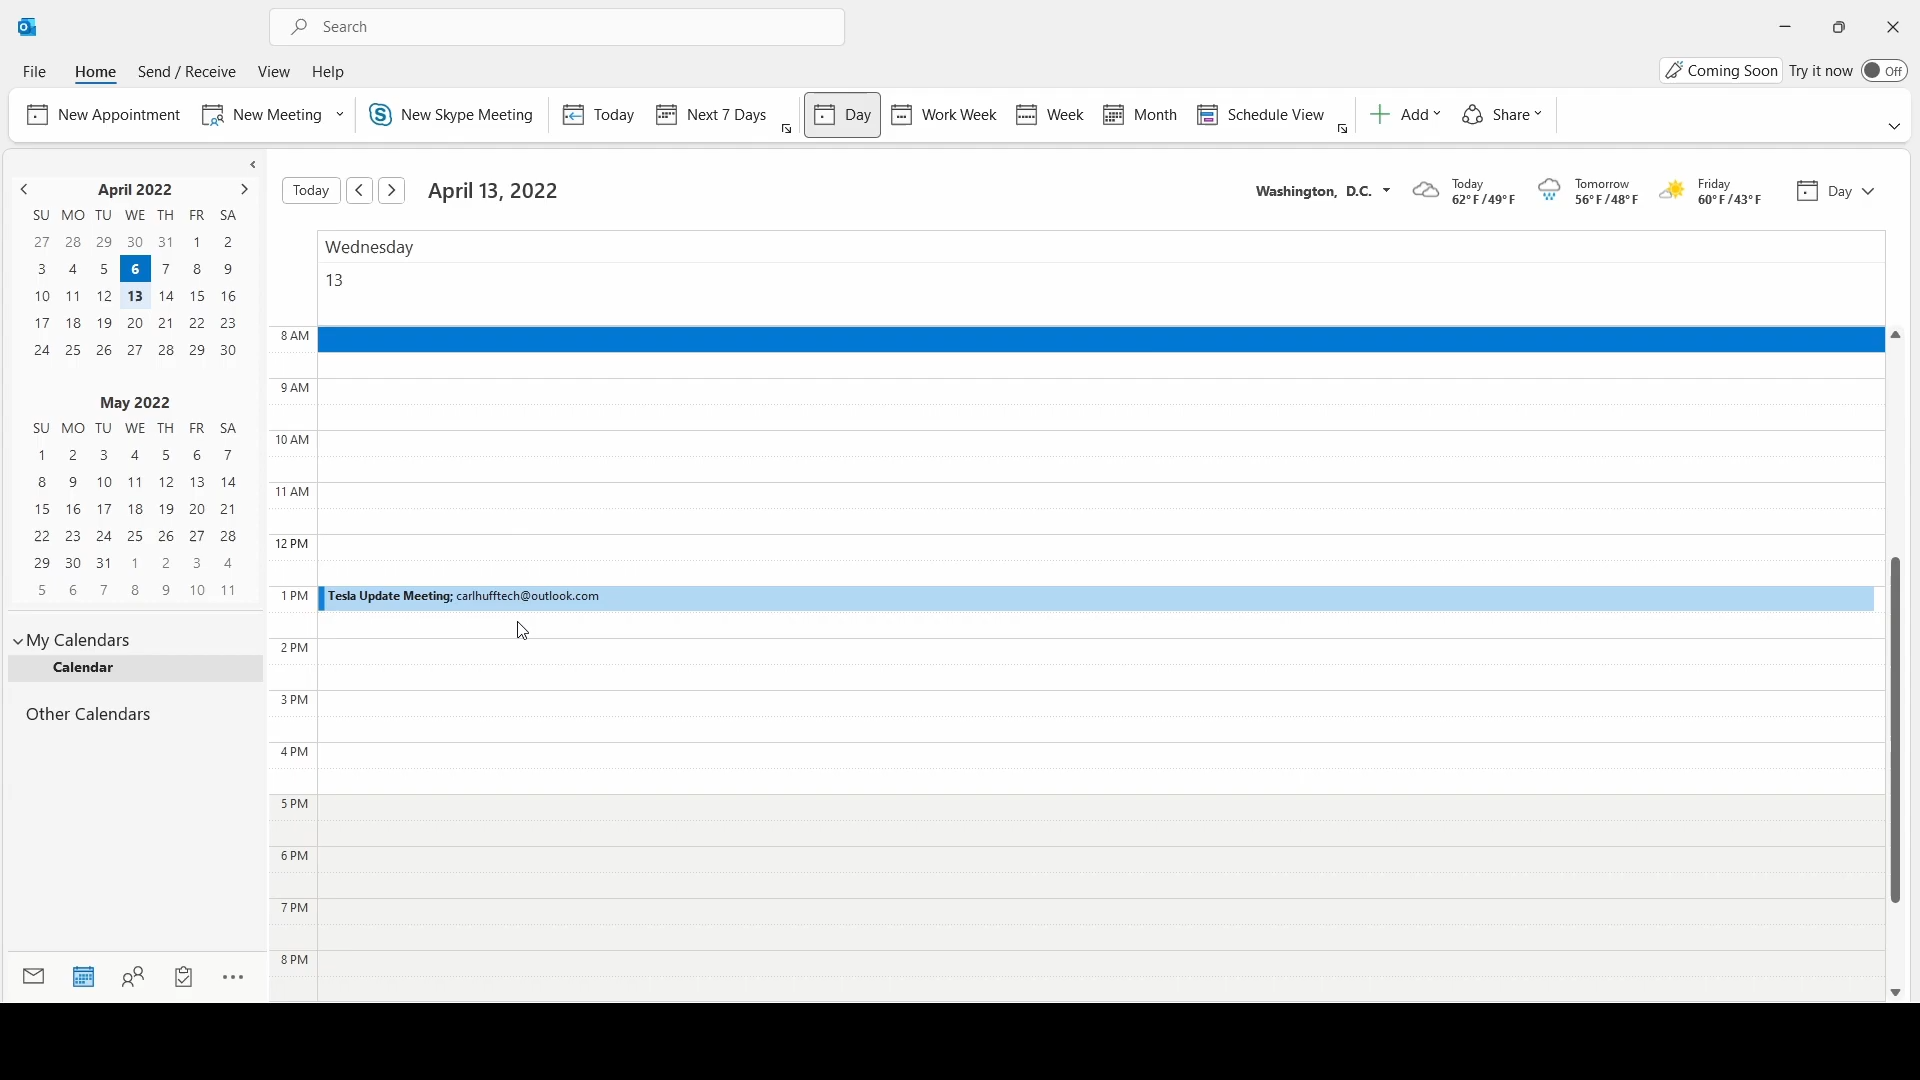 Search
File Home Send / Receive View Help Coming Soon Try it now Off
New Appointment New Meeting New Skype Meeting Today Next 7 Days Day Work Week Week Month Schedule View Add Share
April 2022
SU MO TU WE TH FR SA
27 28 29 30 31 1 2
3 4 5 6 7 8 9
10 11 12 13 14 15 16
17 18 19 20 21 22 23
24 25 26 27 28 29 30
May 2022
SU MO TU WE TH FR SA
1 2 3 4 5 6 7
8 9 10 11 12 13 14
15 16 17 18 19 20 21
22 23 24 25 26 27 28
29 30 31 1 2 3 4
5 6 7 8 9 10 11
My Calendars
Calendar
Other Calendars
Today April 13, 2022 Washington, D.C.
Today
62°F/49°F
Tomorrow
56°F/48°F
Friday
60°F/43°F
Day
Wednesday
13
8 AM
9 AM
10 AM
11 AM
12 PM
1 PM Tesla Update Meeting; carlhufftech@outlook.com
2 PM
3 PM
4 PM
5 PM
6 PM
7 PM
8 PM